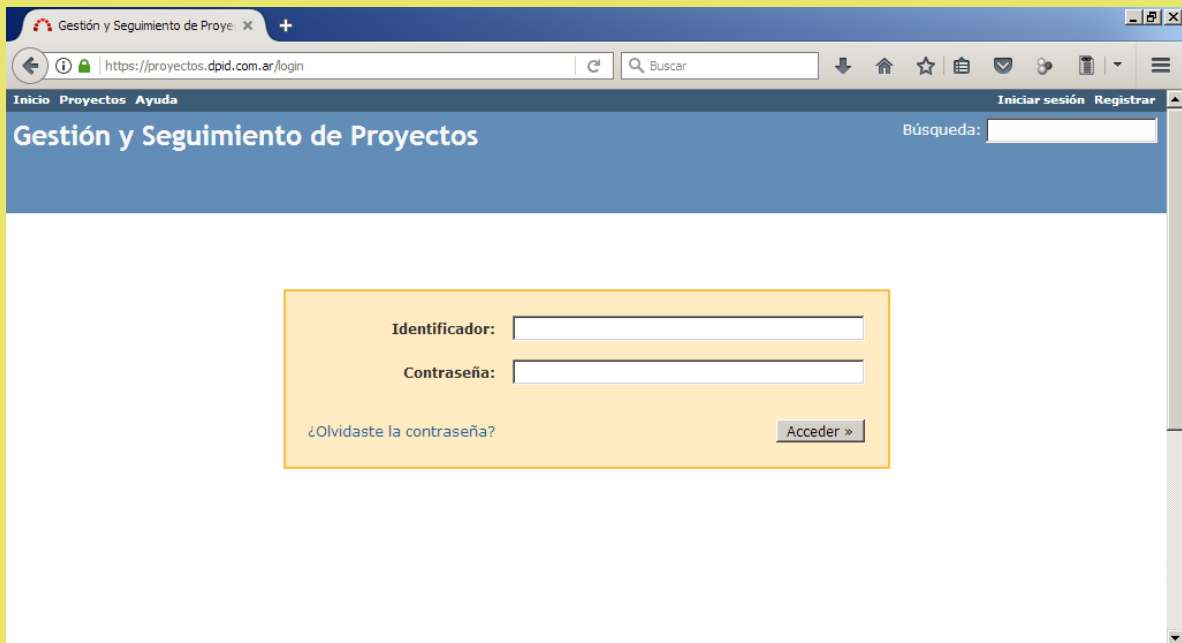 Gestión y Seguimiento de Proye
https://proyectos.dpid.com.ar/login
Buscar
Inicio Proyectos Ayuda
Iniciar sesión Registrar
Gestión y Seguimiento de Proyectos
Búsqueda:
Identificador:
Contraseña:
¿Olvidaste la contraseña?
Acceder »